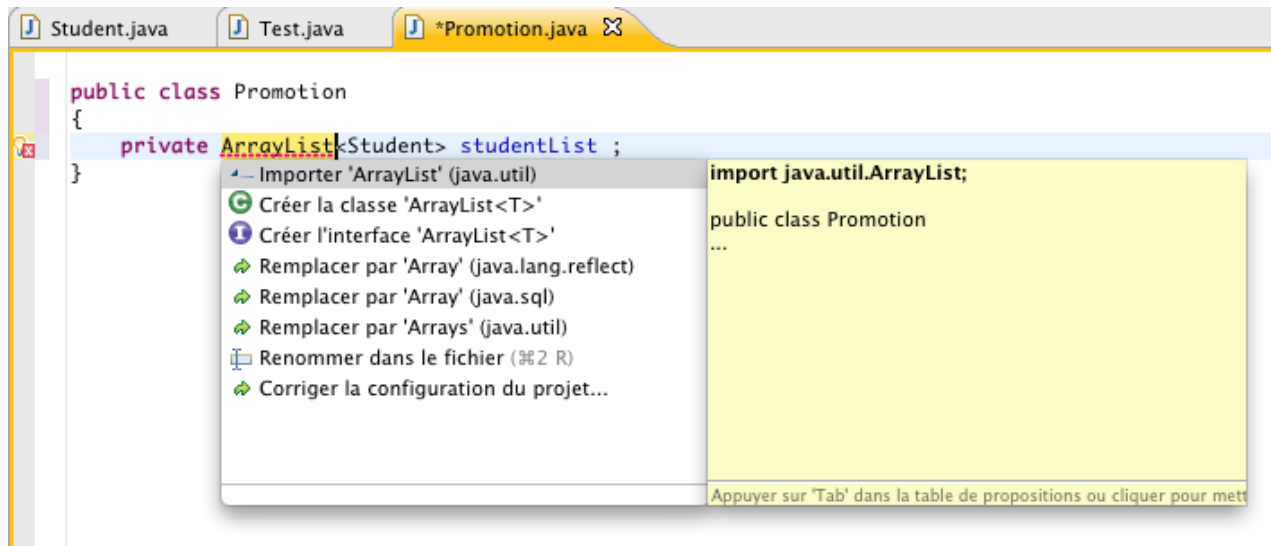 Student.java Test.java *Promotion.java
public class Promotion
{
private ArrayList<Student> studentList ;
}
Importer 'ArrayList' (java.util)
Créer la classe 'ArrayList<T>'
Créer l'interface 'ArrayList<T>'
Remplacer par 'Array' (java.lang.reflect)
Remplacer par 'Array' (java.sql)
Remplacer par 'Arrays' (java.util)
Renommer dans le fichier (⌘2 R)
Corriger la configuration du projet...
import java.util.ArrayList;
public class Promotion
...
Appuyer sur 'Tab' dans la table de propositions ou cliquer pour mett